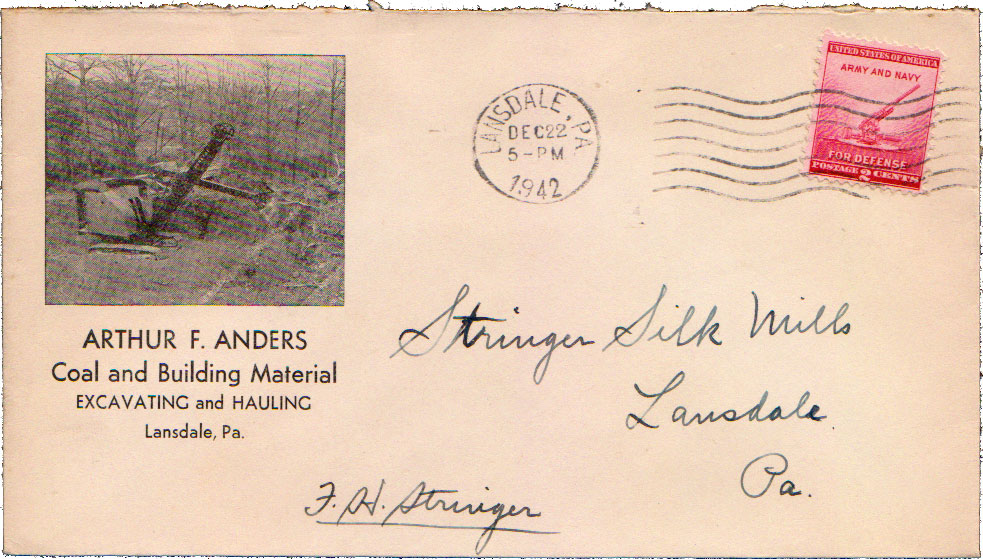 ARTHUR F. ANDERS
Coal and Building Material
EXCAVATING and HAULING
Lansdale, Pa.
LANSDALE, PA.
DEC 22
5-PM
1942
UNITED STATES OF AMERICA
ARMY AND NAVY
FOR DEFENSE
POSTAGE 2 CENTS
Stringer Silk Mills
Lansdale
Pa.
F. H. Stringer